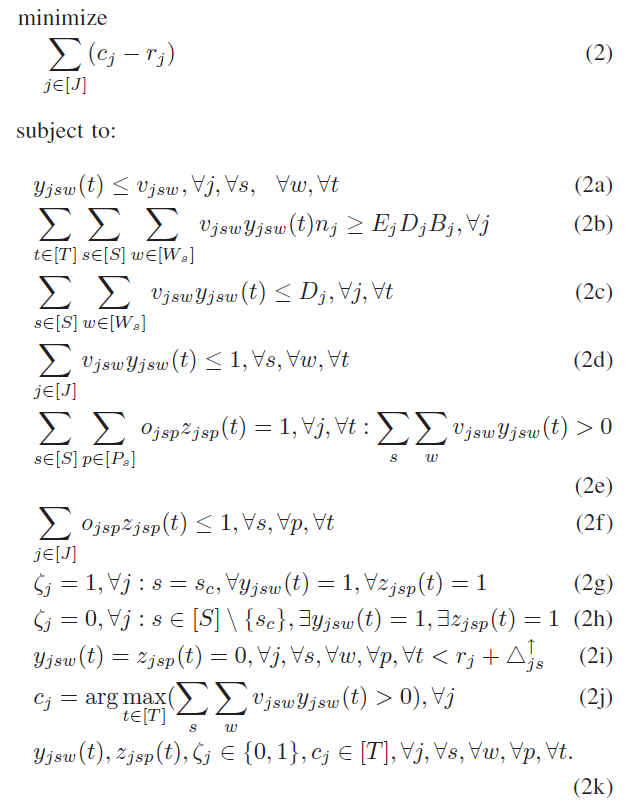 minimize
∑_{j∈[J]} (c_j − r_j) (2)
subject to:
y_{jsw}(t) ≤ v_{jsw}, ∀j, ∀s, ∀w, ∀t (2a)
∑_{t∈[T]} ∑_{s∈[S]} ∑_{w∈[W_s]} v_{jsw}y_{jsw}(t)n_j ≥ E_jD_jB_j, ∀j (2b)
∑_{s∈[S]} ∑_{w∈[W_s]} v_{jsw}y_{jsw}(t) ≤ D_j, ∀j, ∀t (2c)
∑_{j∈[J]} v_{jsw}y_{jsw}(t) ≤ 1, ∀s, ∀w, ∀t (2d)
∑_{s∈[S]} ∑_{p∈[P_s]} o_{jsp}z_{jsp}(t) = 1, ∀j, ∀t : ∑_s ∑_w v_{jsw}y_{jsw}(t) > 0
(2e)
∑_{j∈[J]} o_{jsp}z_{jsp}(t) ≤ 1, ∀s, ∀p, ∀t (2f)
ζ_j = 1, ∀j : s = s_c, ∀y_{jsw}(t) = 1, ∀z_{jsp}(t) = 1 (2g)
ζ_j = 0, ∀j : s ∈ [S] \ {s_c}, ∃y_{jsw}(t) = 1, ∃z_{jsp}(t) = 1 (2h)
y_{jsw}(t) = z_{jsp}(t) = 0, ∀j, ∀s, ∀w, ∀p, ∀t < r_j + △_{js}^↑ (2i)
c_j = arg max_{t∈[T]} (∑_s ∑_w v_{jsw}y_{jsw}(t) > 0), ∀j (2j)
y_{jsw}(t), z_{jsp}(t), ζ_j ∈ {0, 1}, c_j ∈ [T], ∀j, ∀s, ∀w, ∀p, ∀t.
(2k)